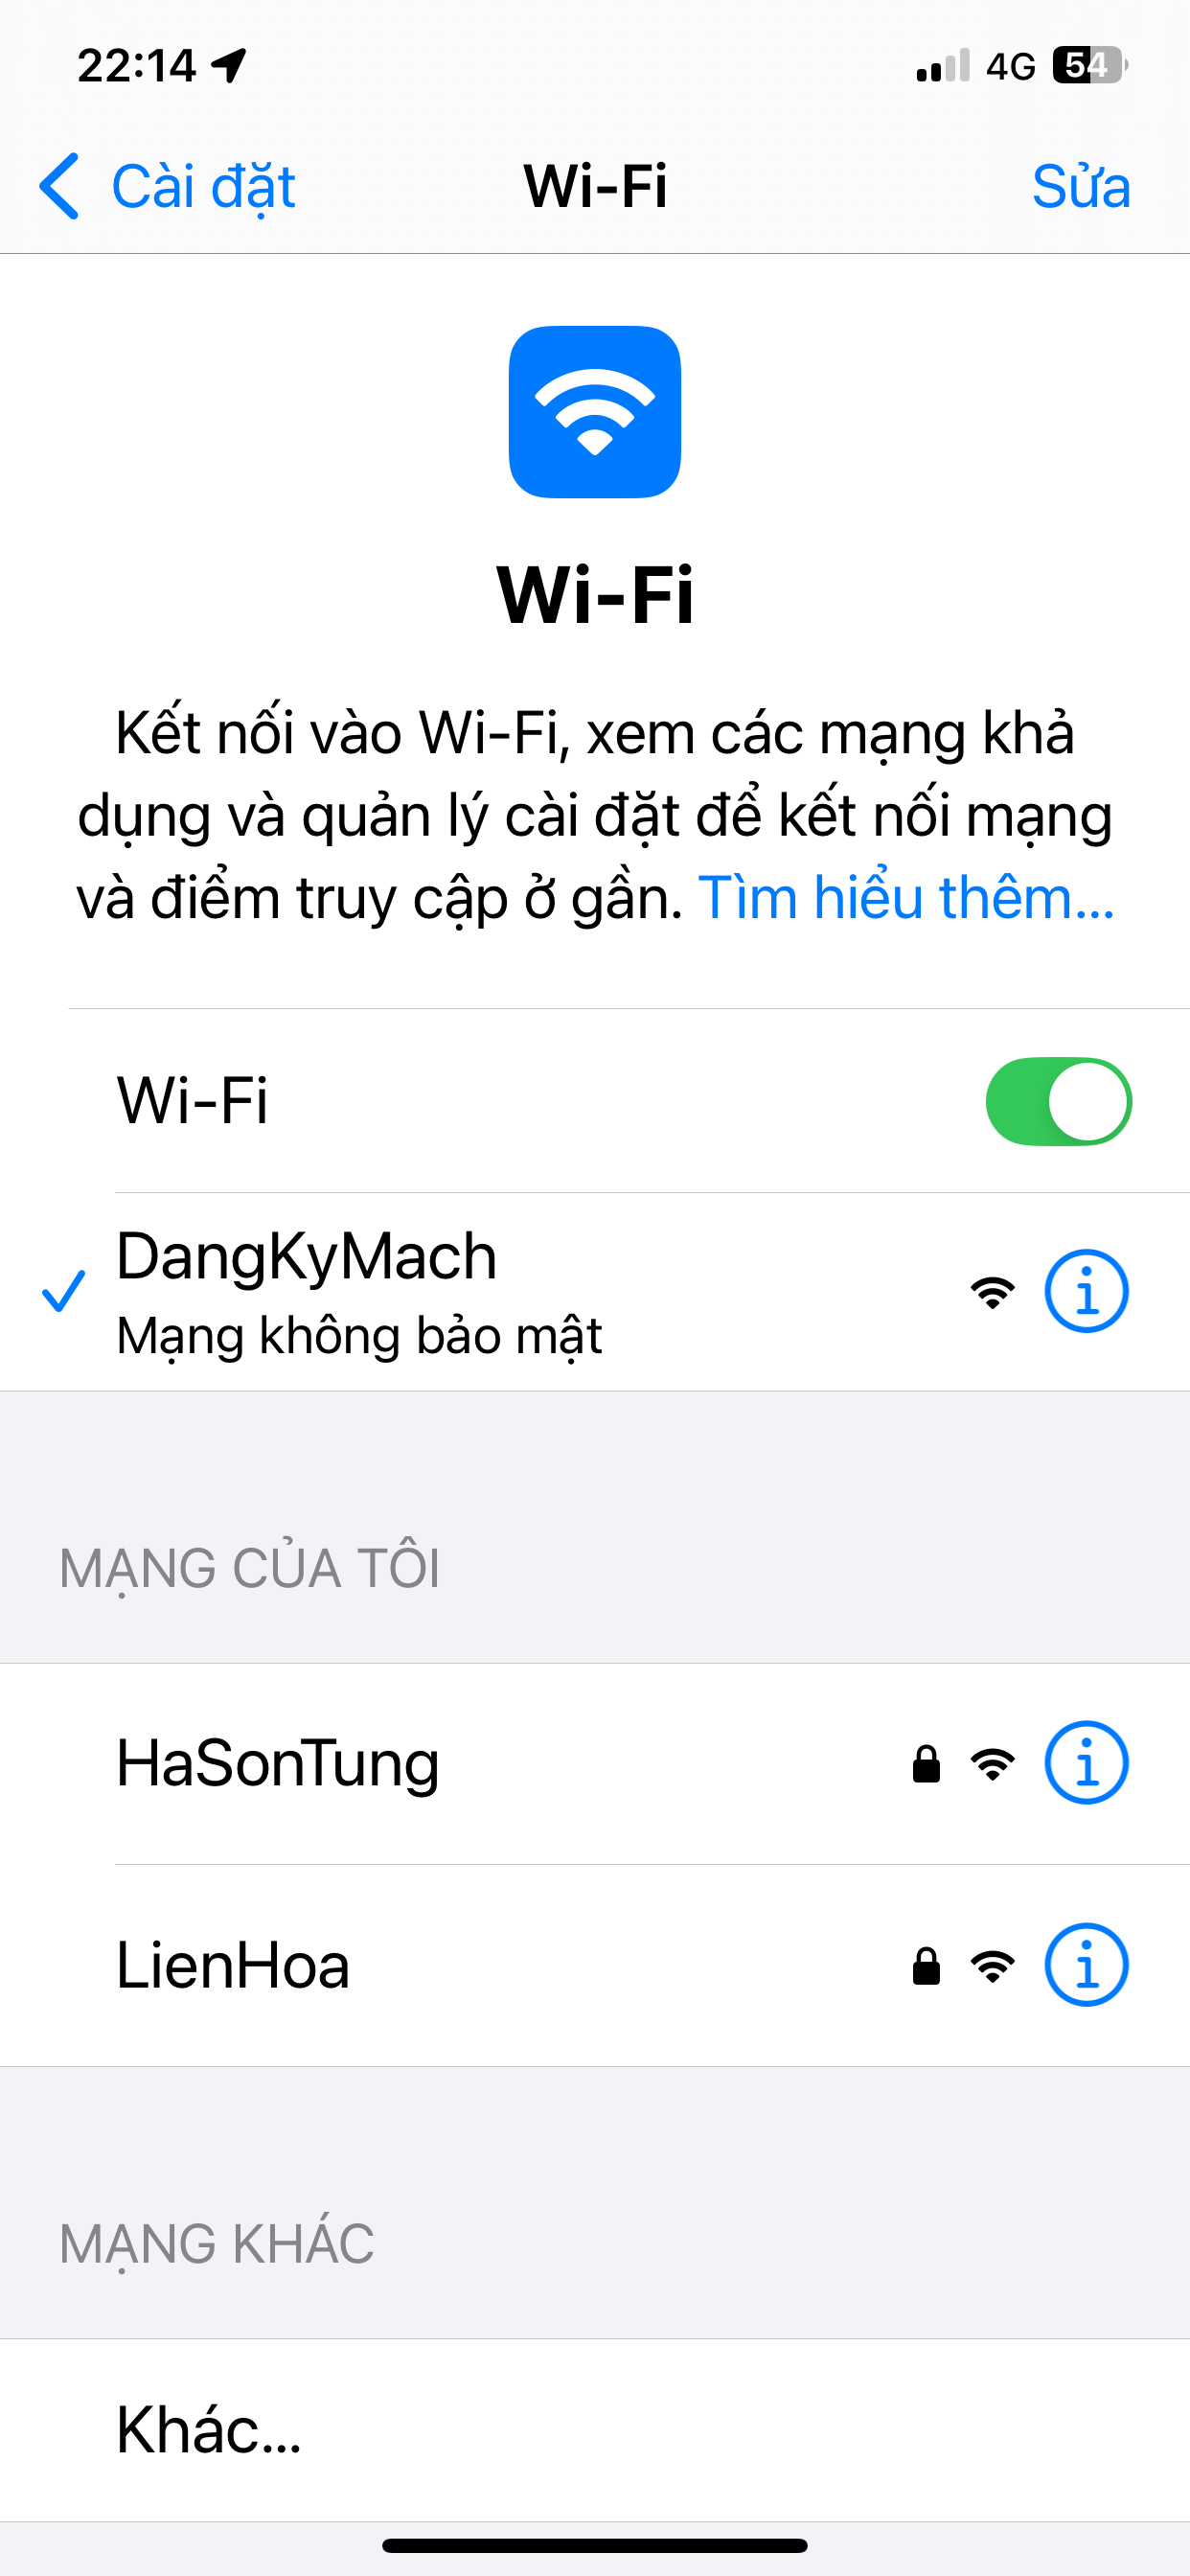 22:14 4G 54
Cài đặt Wi-Fi Sửa
Wi-Fi
Kết nối vào Wi-Fi, xem các mạng khả
dụng và quản lý cài đặt để kết nối mạng
và điểm truy cập ở gần. Tìm hiểu thêm...
Wi-Fi
DangKyMach
Mạng không bảo mật
MẠNG CỦA TÔI
HaSonTung
LienHoa
MẠNG KHÁC
Khác...